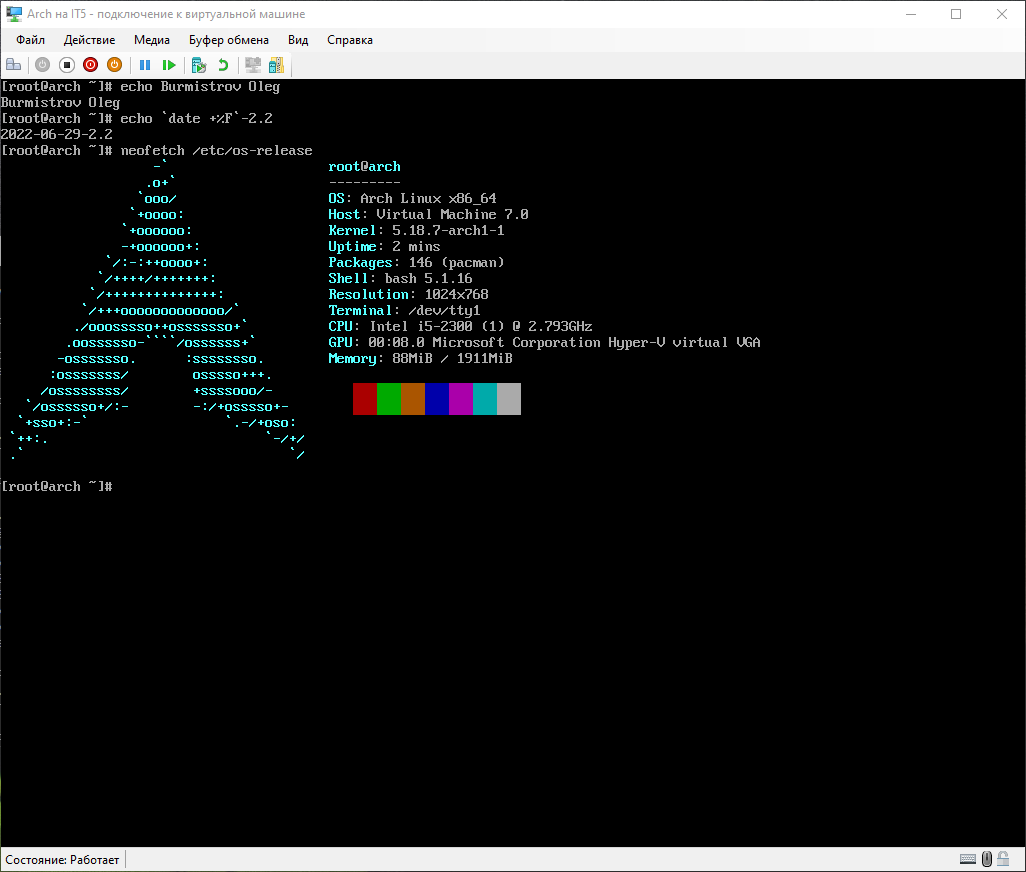 Arch на IT5 - подключение к виртуальной машине
Файл Действие Медиа Буфер обмена Вид Справка
[root@arch ~]# echo Burmistrov Oleg
Burmistrov Oleg
[root@arch ~]# echo `date +%F`-2.2
2022-06-29-2.2
[root@arch ~]# neofetch /etc/os-release
-` root@arch
.o+` ---------
`ooo/ OS: Arch Linux x86_64
`+oooo: Host: Virtual Machine 7.0
`+oooooo: Kernel: 5.18.7-arch1-1
-+oooooo+: Uptime: 2 mins
`/:-:++oooo+: Packages: 146 (pacman)
`/++++/+++++++: Shell: bash 5.1.16
`/++++++++++++++: Resolution: 1024x768
`/+++ooooooooooooo/` Terminal: /dev/tty1
./ooosssso++osssssso+` CPU: Intel i5-2300 (1) @ 2.793GHz
.oossssso-````/ossssss+` GPU: 00:08.0 Microsoft Corporation Hyper-V virtual VGA
-osssssso. :ssssssso. Memory: 88MiB / 1911MiB
:osssssss/ osssso+++.
/ossssssss/ +ssssooo/-
`/ossssso+/:- -:/+osssso+-
`+sso+:-` `.-/+oso:
`++:. `-/+/
.` `/
[root@arch ~]#
Состояние: Работает